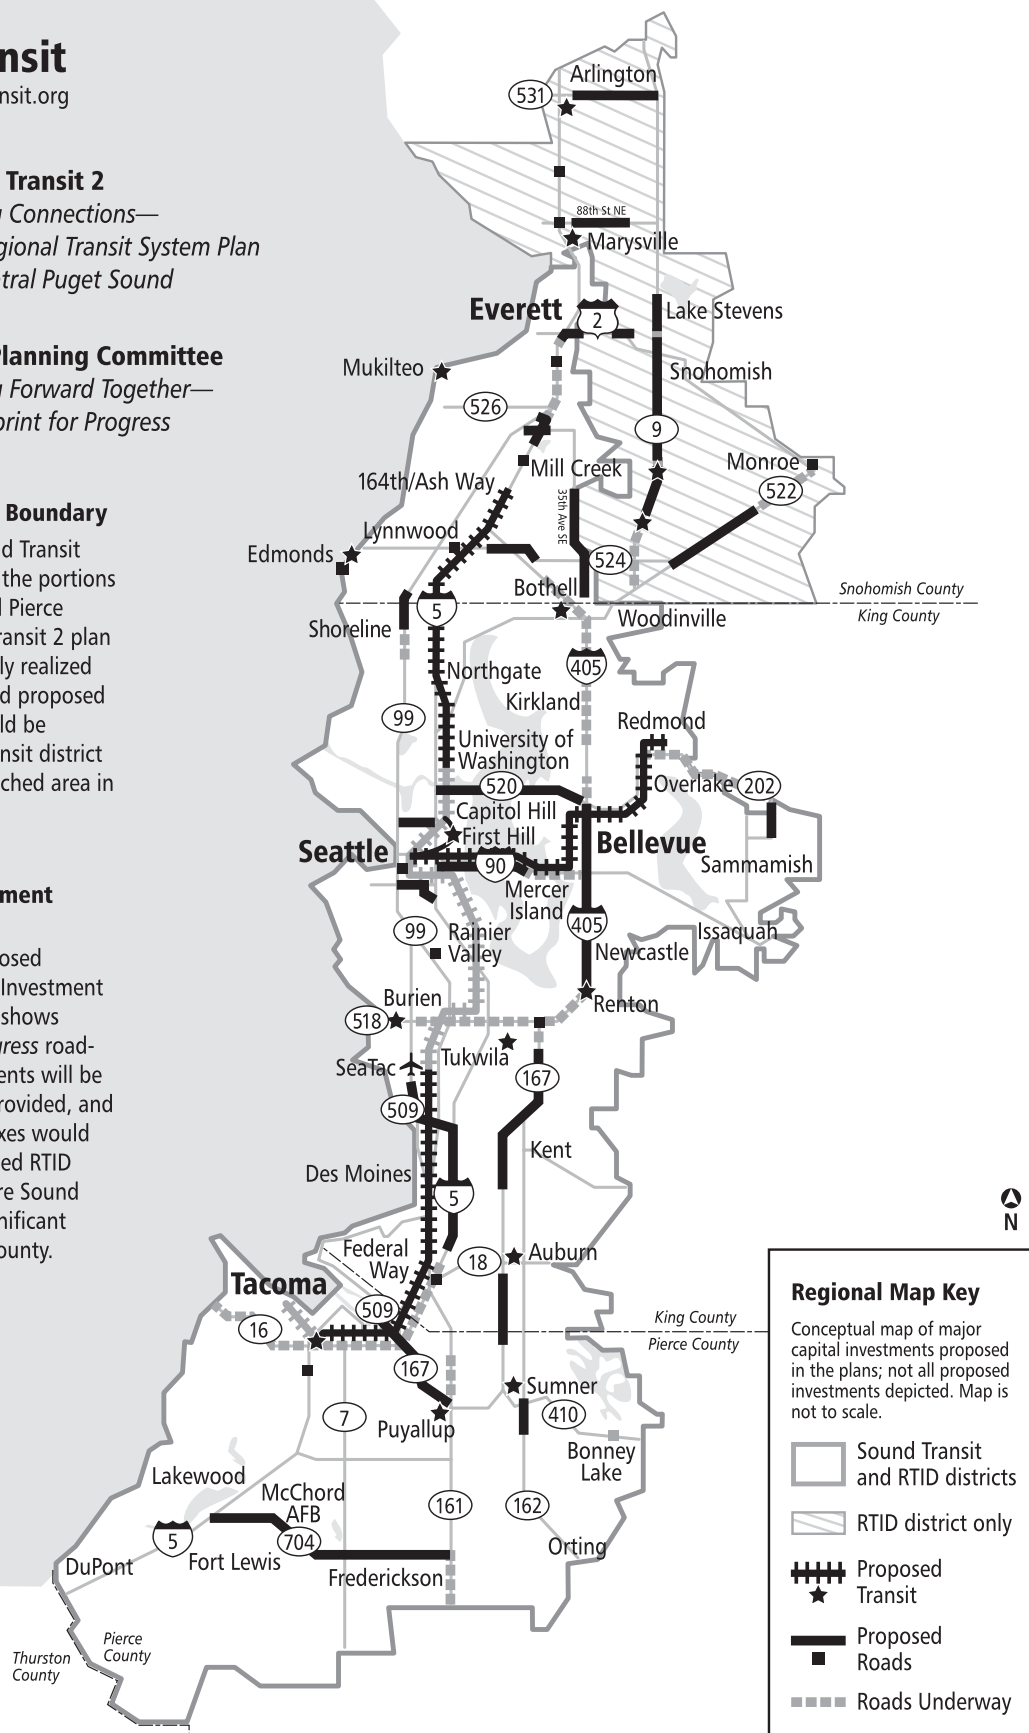 nsit
nsit.org
Transit 2
Connections—
gional Transit System Plan
tral Puget Sound
Planning Committee
Forward Together—
print for Progress
Boundary
d Transit
the portions
Pierce
ransit 2 plan
ly realized
d proposed
ld be
nsit district
ched area in
ment
osed
Investment
shows
gress road-
ents will be
rovided, and
xes would
ed RTID
re Sound
nificant
ounty.
Arlington
531
88th St NE
Marysville
Everett
2
Lake Stevens
Mukilteo
Snohomish
526
9
Monroe
Mill Creek
522
164th/Ash Way
35th Ave SE
Lynnwood
Edmonds
524
Bothell
Snohomish County
King County
5
Woodinville
Shoreline
405
Northgate
Kirkland
99
Redmond
University of
Washington
520
Overlake
202
Capitol Hill
First Hill
Seattle
Bellevue
90
Sammamish
Mercer
Island
405
99
Rainier
Valley
Issaquah
Newcastle
Burien
Renton
518
Tukwila
SeaTac
167
509
Kent
Des Moines
5
N
Federal
Way
18
Auburn
Tacoma
509
16
King County
Pierce County
167
Sumner
7
410
Puyallup
Bonney
Lake
Lakewood
McChord
AFB
161
162
5
704
Orting
DuPont
Fort Lewis
Frederickson
Pierce
County
Thurston
County
Regional Map Key
Conceptual map of major
capital investments proposed
in the plans; not all proposed
investments depicted. Map is
not to scale.
Sound Transit
and RTID districts
RTID district only
Proposed
Transit
Proposed
Roads
Roads Underway